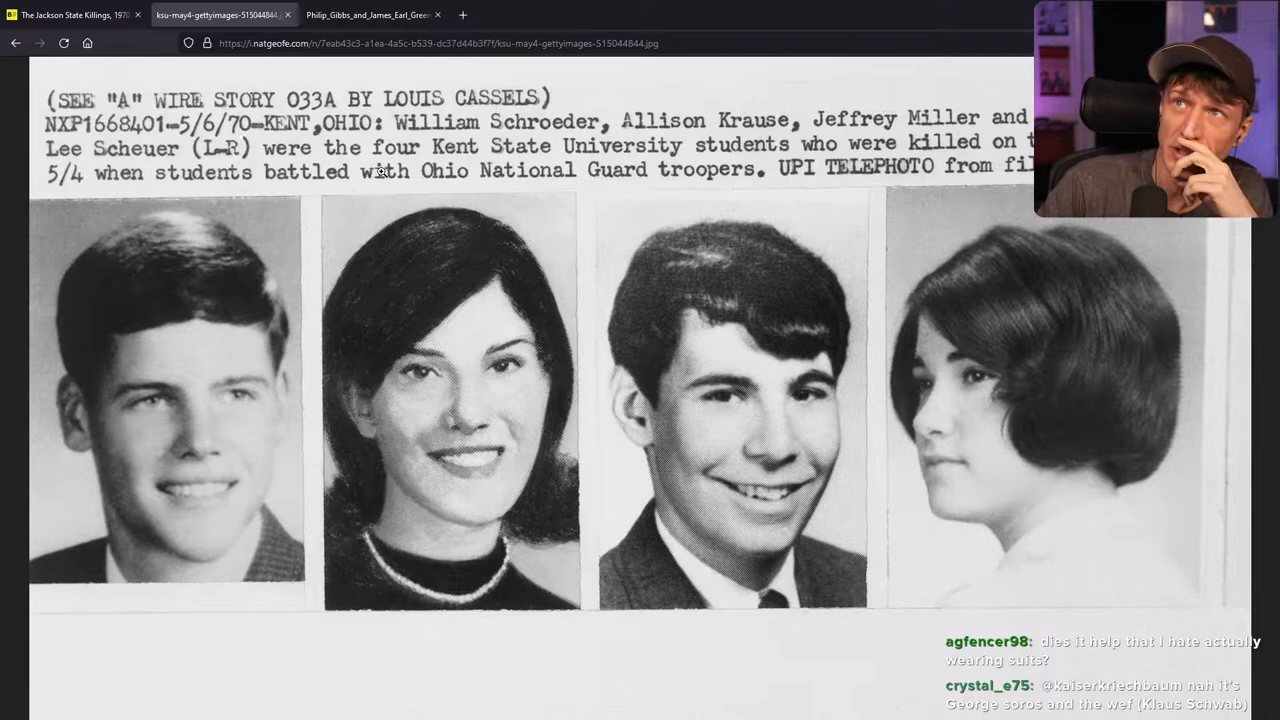 The Jackson State Killings, 1970
ksu-may4-gettyimages-515044844.j
Philip_Gibbs_and_James_Earl_Green
https://i.natgeofe.com/n/7eab43c3-a1ea-4a5c-b539-dc37d44b3f7f/ksu-may4-gettyimages-515044844.jpg
(SEE "A" WIRE STORY 033A BY LOUIS CASSELS)
NXP1668401-5/6/70-KENT,OHIO: William Schroeder, Allison Krause, Jeffrey Miller and
Lee Scheuer (L-R) were the four Kent State University students who were killed on
5/4 when students battled with Ohio National Guard troopers. UPI TELEPHOTO from
agfencer98: dies it help that I hate actually
wearing suits?
crystal_e75: @kaiserkriechbaum nah it's
George soros and the wef (Klaus Schwab)